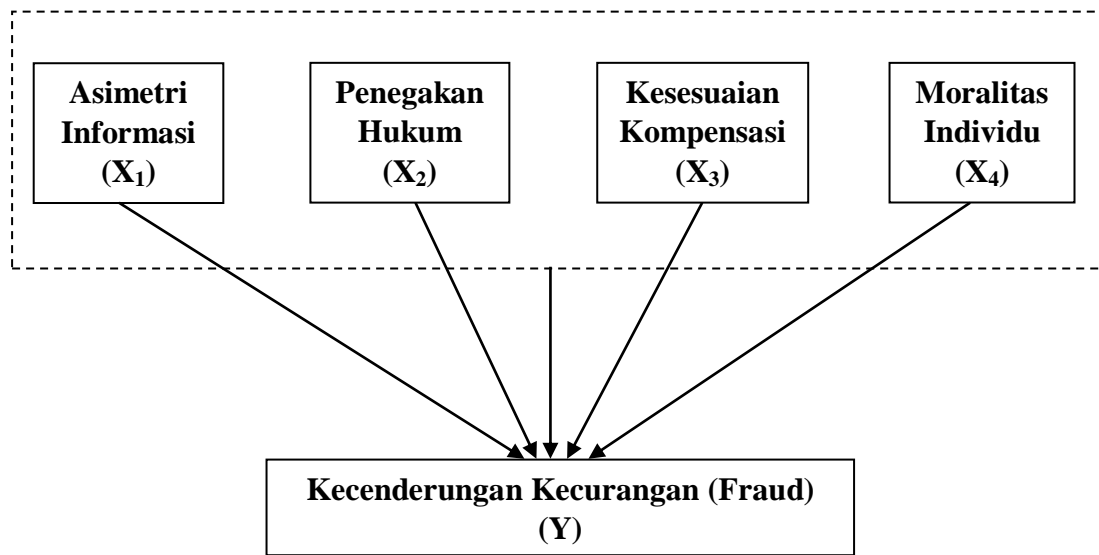 Asimetri
Informasi
(X₁)
Penegakan
Hukum
(X₂)
Kesesuaian
Kompensasi
(X₃)
Moralitas
Individu
(X₄)
Kecenderungan Kecurangan (Fraud)
(Y)